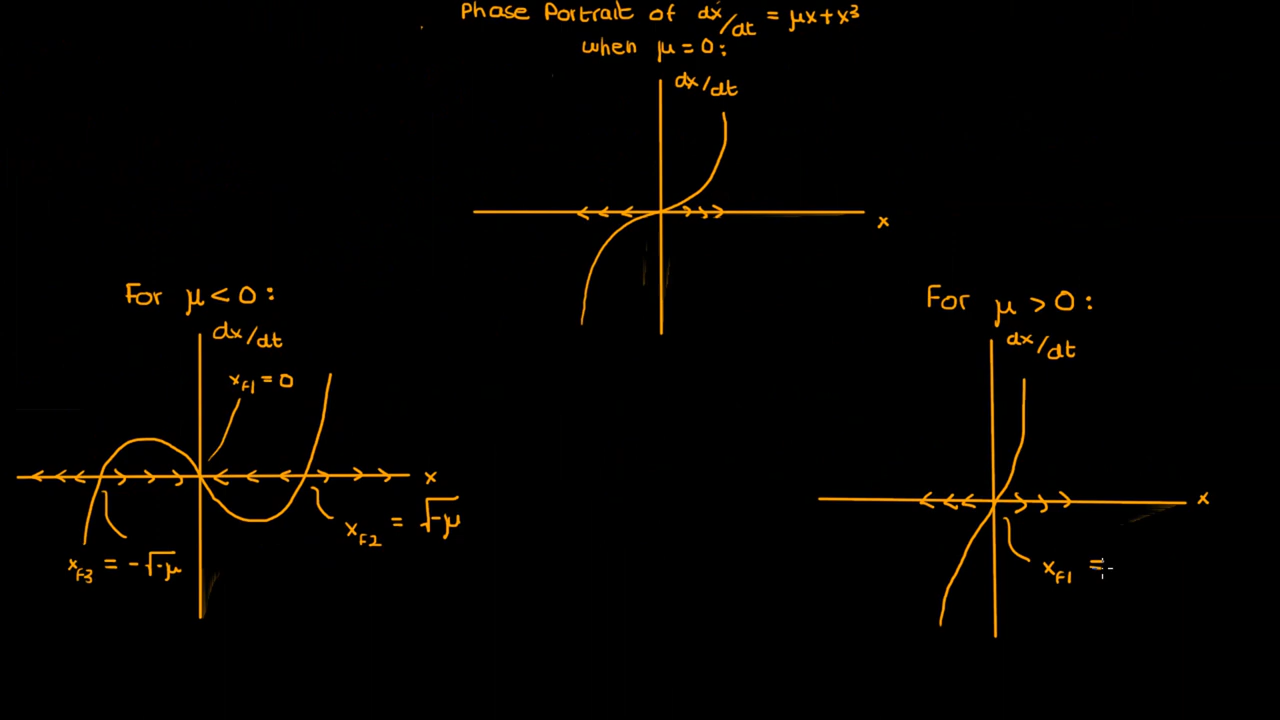 Phase Portrait of dx/dt = μx+x³
when μ=0:
dx/dt
x
For μ<0:
dx/dt
x_F1 = 0
x
x_F2 = √-μ
x_F3 = -√-μ
For μ>0:
dx/dt
x
x_F1 =